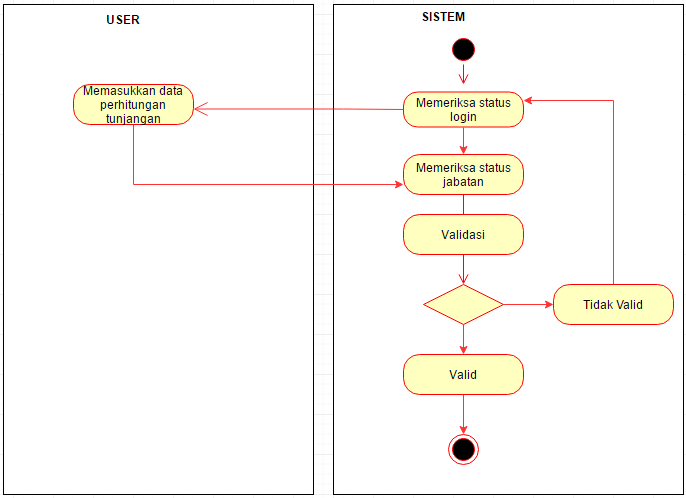 USER
SISTEM
Memasukkan data
perhitungan
tunjangan
Memeriksa status
login
Memeriksa status
jabatan
Validasi
Tidak Valid
Valid